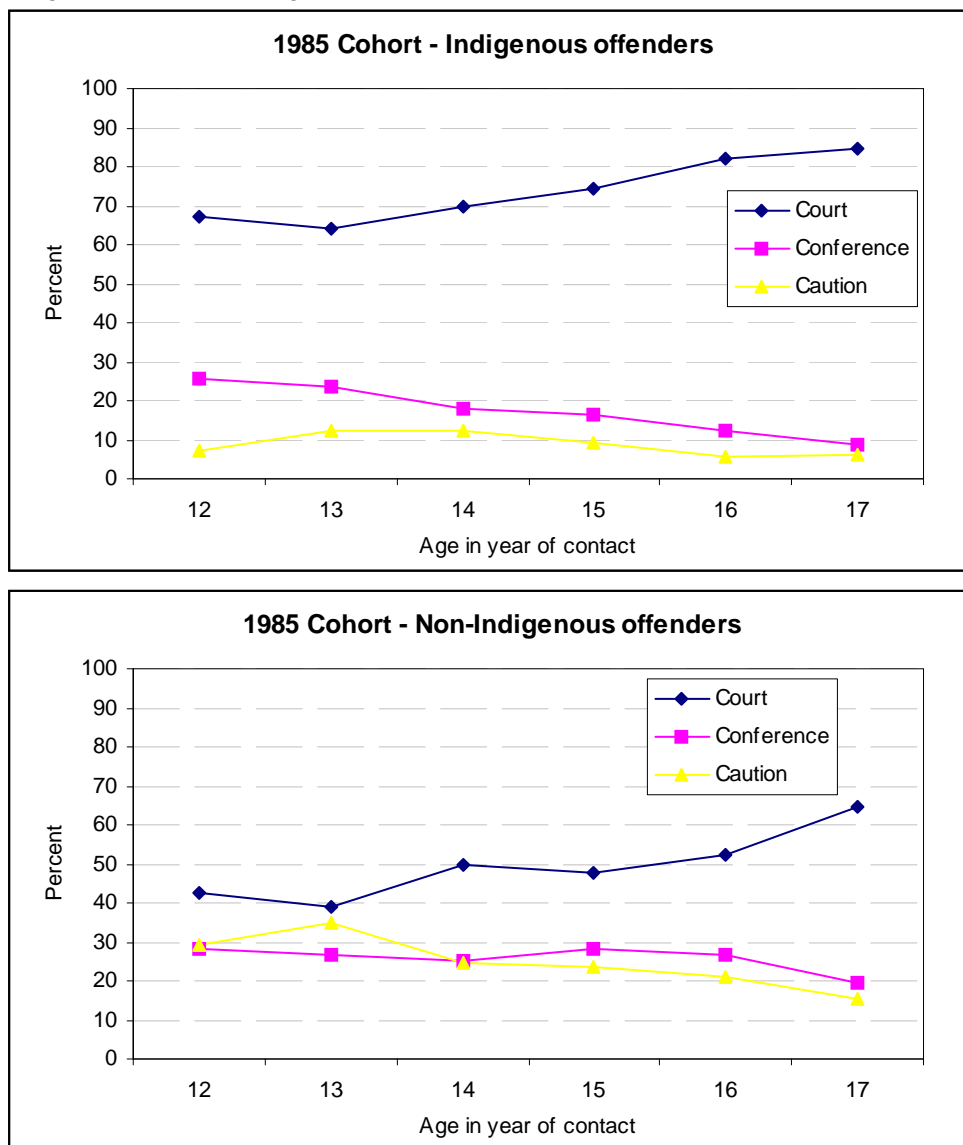 1985 Cohort - Indigenous offenders
100
90
80
70
60
50
40
30
20
10
0
Percent
Court
Conference
Caution
12 13 14 15 16 17
Age in year of contact
1985 Cohort - Non-Indigenous offenders
100
90
80
70
60
50
40
30
20
10
0
Percent
Court
Conference
Caution
12 13 14 15 16 17
Age in year of contact